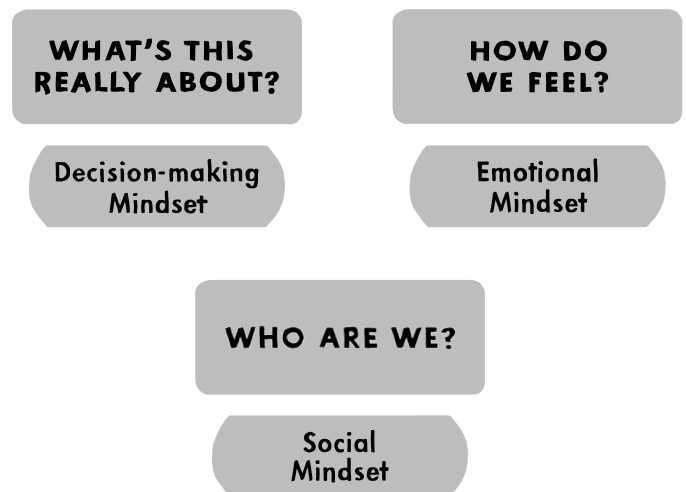 WHAT'S THIS
REALLY ABOUT?
Decision-making
Mindset
HOW DO
WE FEEL?
Emotional
Mindset
WHO ARE WE?
Social
Mindset